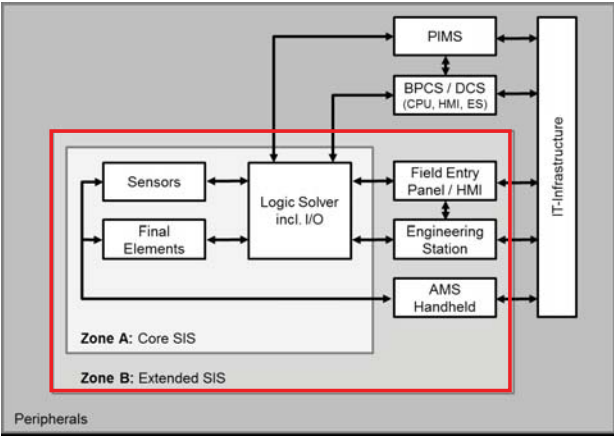 PIMS
BPCS / DCS
(CPU, HMI, ES)
IT-Infrastructure
Sensors
Logic Solver
incl. I/O
Field Entry
Panel / HMI
Final
Elements
Engineering
Station
AMS
Handheld
Zone A: Core SIS
Zone B: Extended SIS
Peripherals